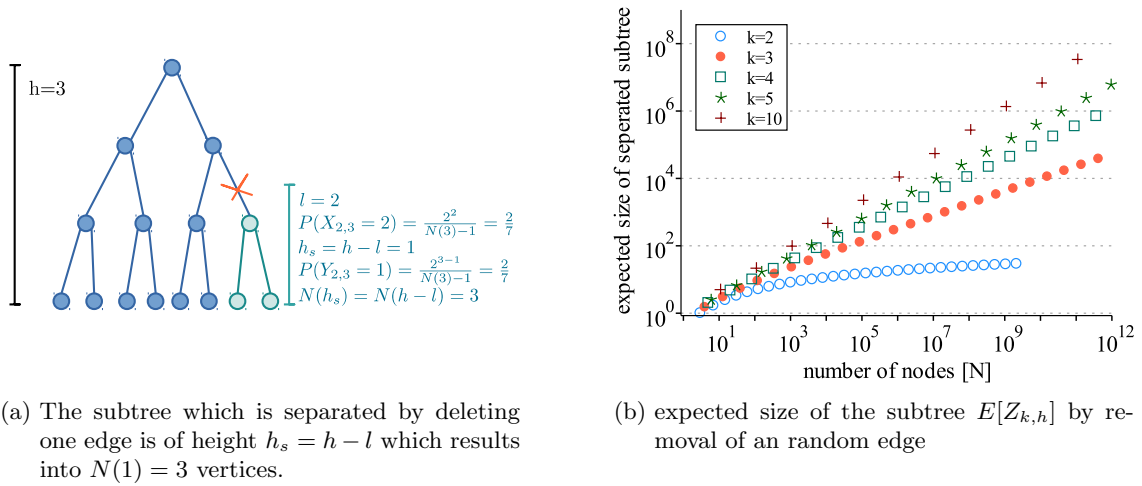 h=3
l = 2
P(X_{2,3} = 2) = \frac{2^2}{N(3)-1} = \frac{2}{7}
h_s = h − l = 1
P(Y_{2,3} = 1) = \frac{2^{3-1}}{N(3)-1} = \frac{2}{7}
N(h_s) = N(h − l) = 3
(a) The subtree which is separated by deleting
one edge is of height h_s = h − l which results
into N(1) = 3 vertices.
expected size of seperated subtree
10^8
10^6
10^4
10^2
10^0
k=2
k=3
k=4
k=5
k=10
10^1 10^3 10^5 10^7 10^9 10^12
number of nodes [N]
(b) expected size of the subtree E[Z_{k,h}] by re-
moval of an random edge